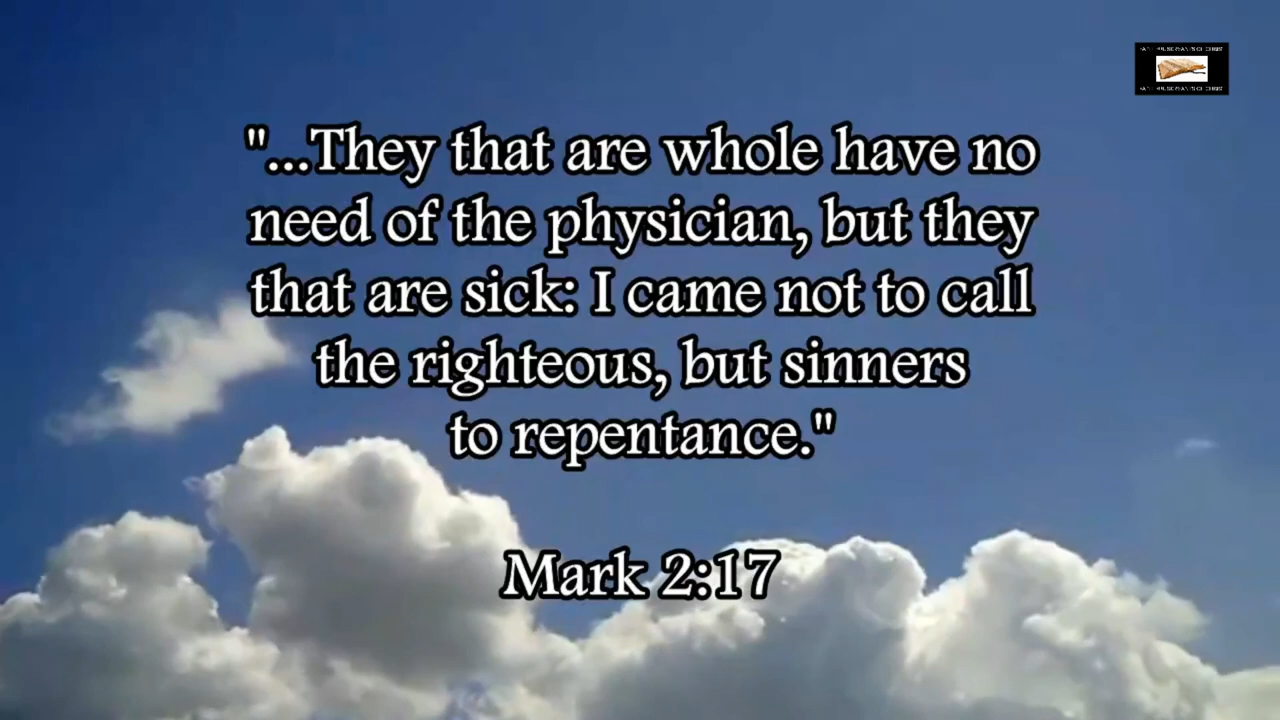 "...They that are whole have no
need of the physician, but they
that are sick: I came not to call
the righteous, but sinners
to repentance."
Mark 2:17